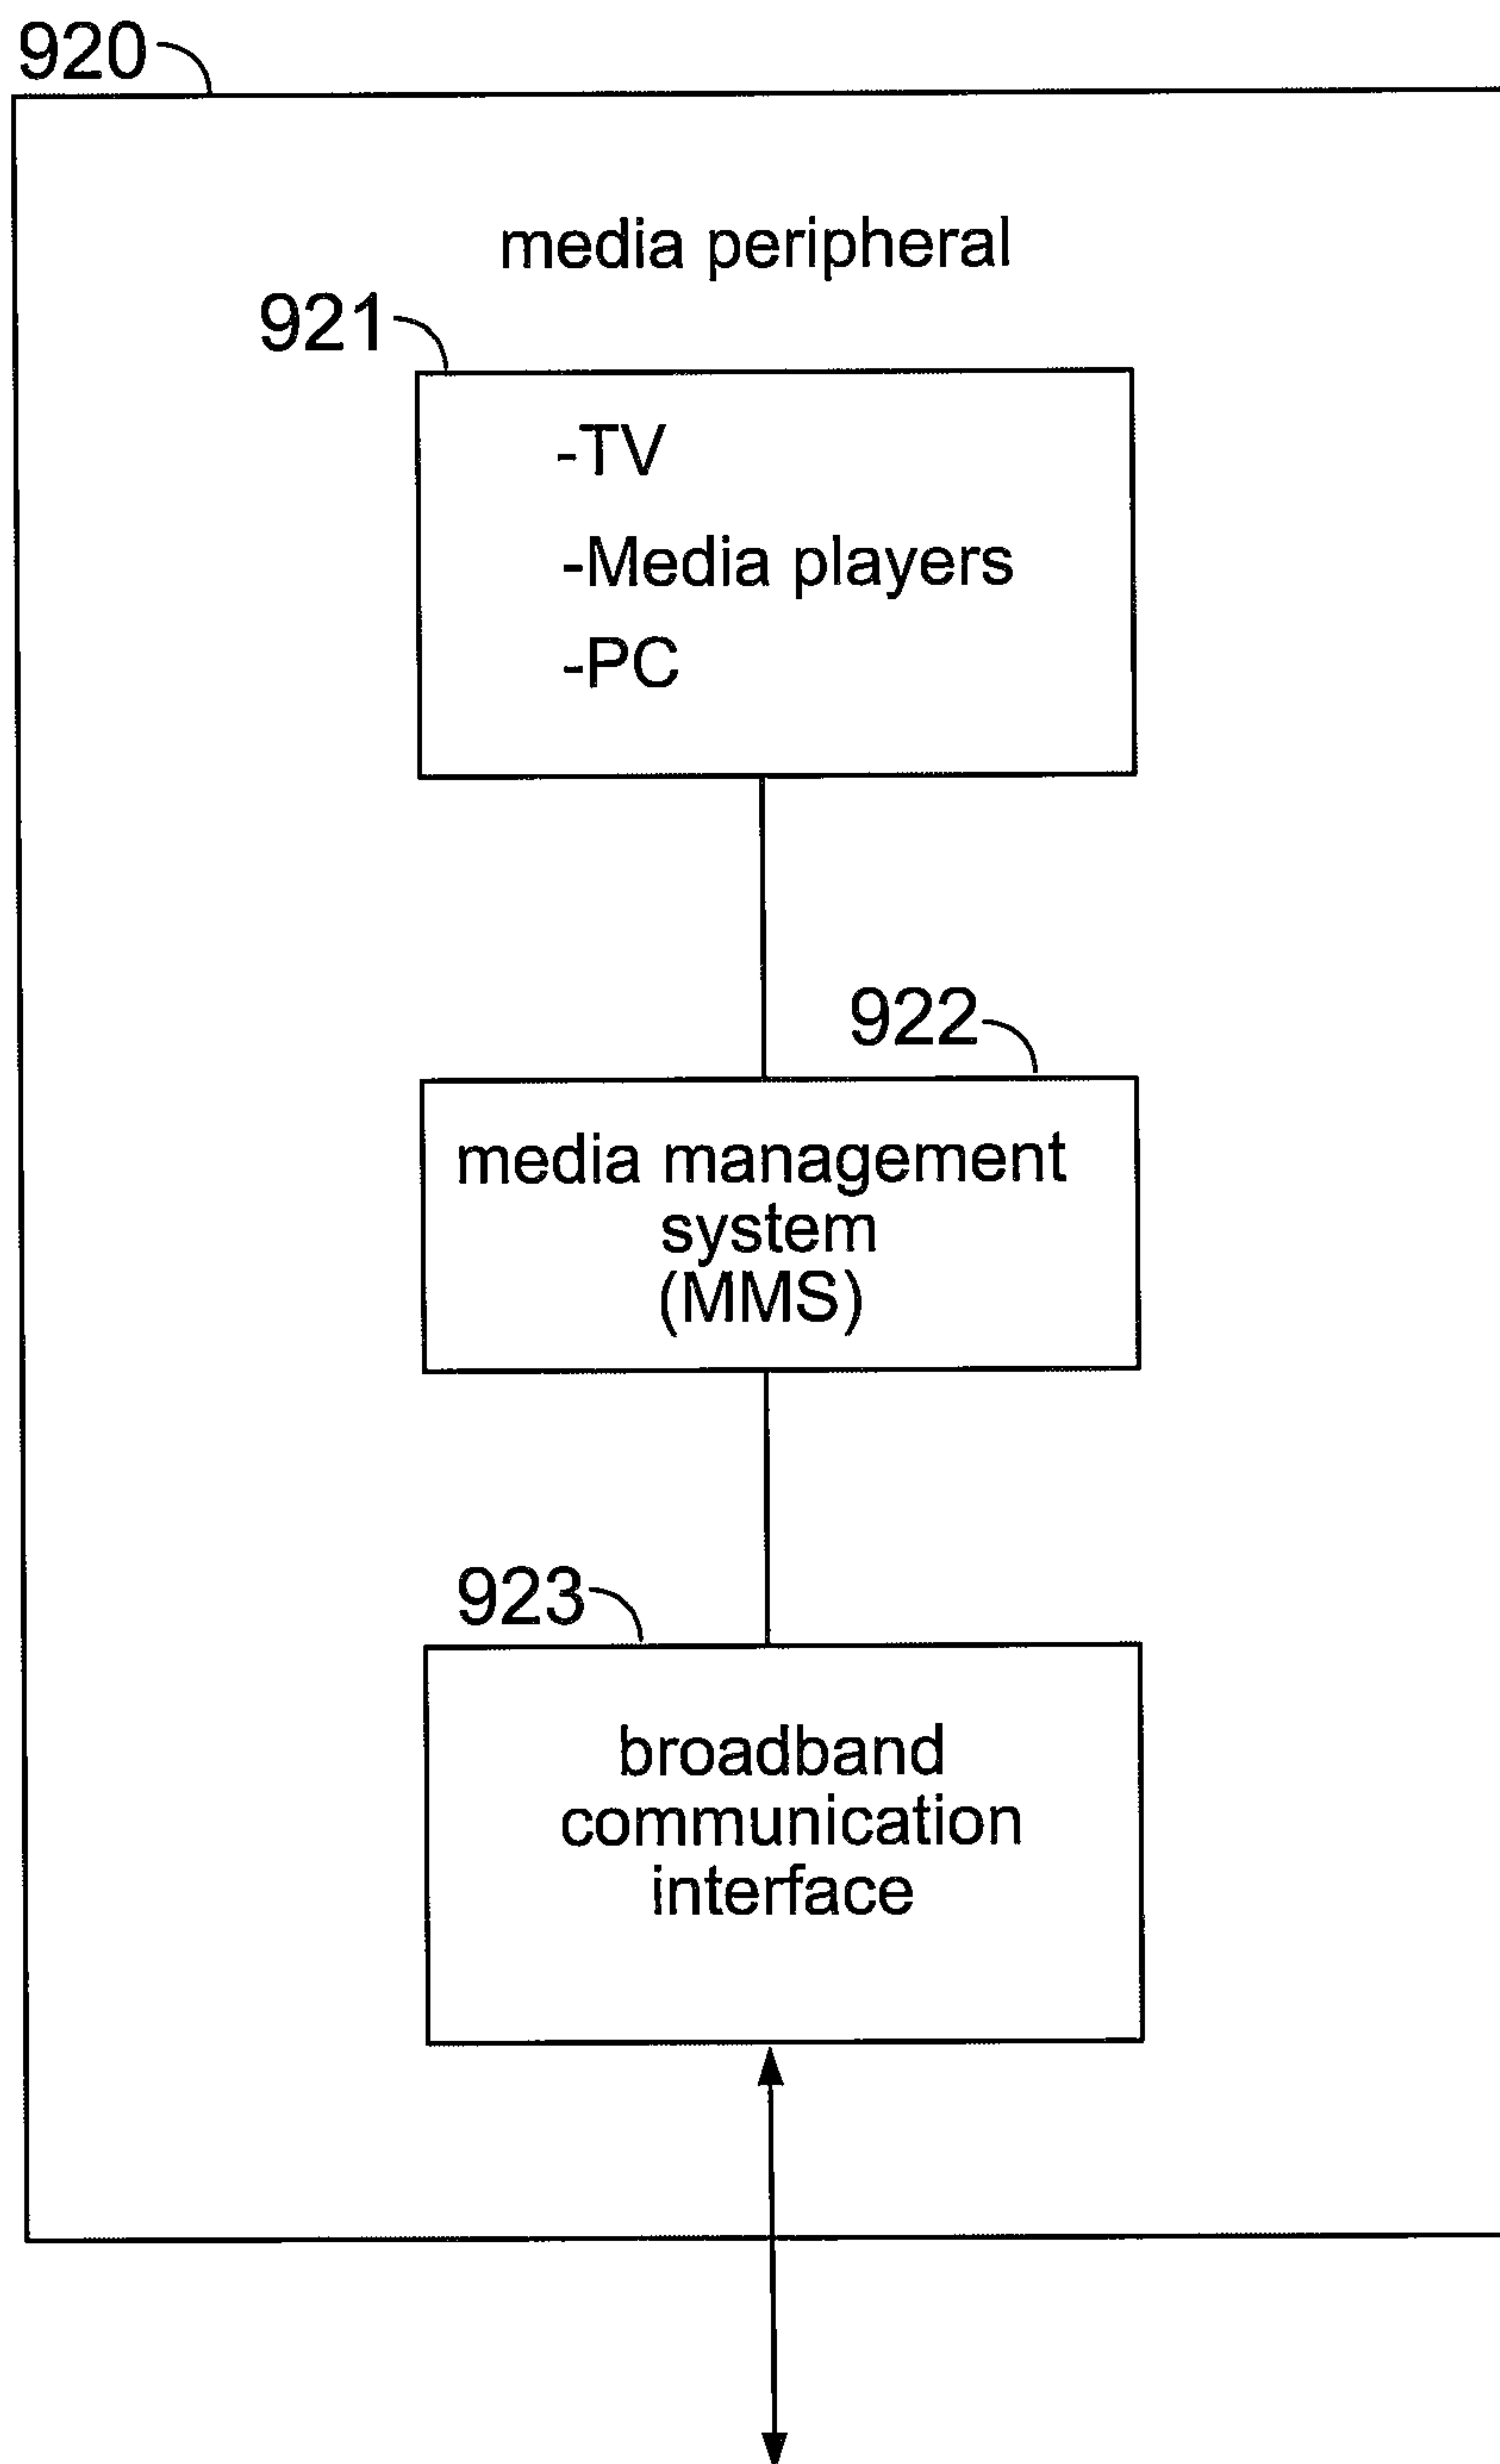 920
media peripheral
921
-TV
-Media players
-PC
922
media management
system
(MMS)
923
broadband
communication
interface